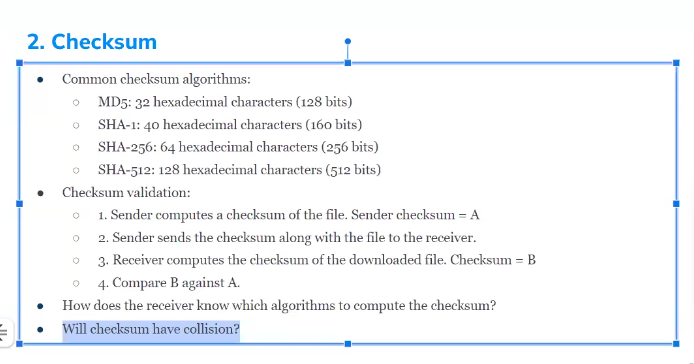 2. Checksum
Common checksum algorithms:
MD5: 32 hexadecimal characters (128 bits)
SHA-1: 40 hexadecimal characters (160 bits)
SHA-256: 64 hexadecimal characters (256 bits)
SHA-512: 128 hexadecimal characters (512 bits)
Checksum validation:
1. Sender computes a checksum of the file. Sender checksum = A
2. Sender sends the checksum along with the file to the receiver.
3. Receiver computes the checksum of the downloaded file. Checksum = B
4. Compare B against A.
How does the receiver know which algorithms to compute the checksum?
Will checksum have collision?